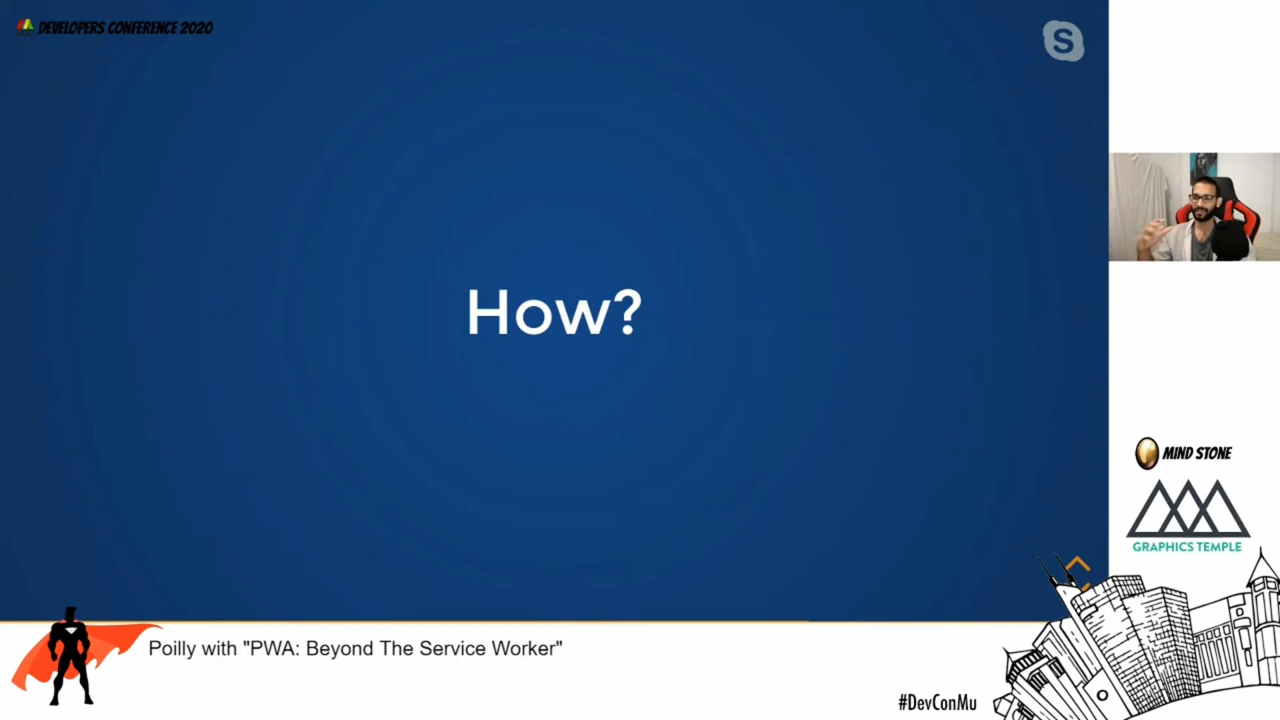 DEVELOPERS CONFERENCE 2020
S
How?
MIND STONE
GRAPHICS TEMPLE
Poilly with "PWA: Beyond The Service Worker"
#DevConMu